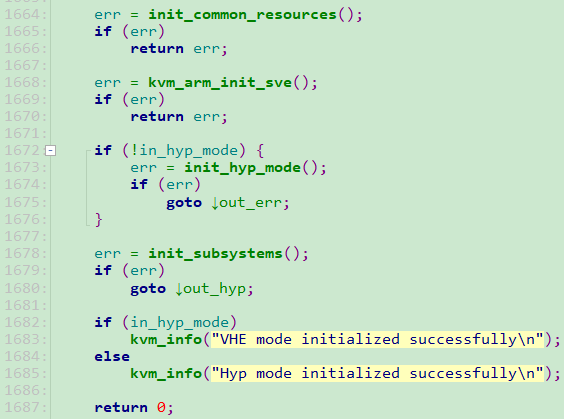 1664: err = init_common_resources();
1665: if (err)
1666: return err;
1667:
1668: err = kvm_arm_init_sve();
1669: if (err)
1670: return err;
1671:
1672: if (!in_hyp_mode) {
1673: err = init_hyp_mode();
1674: if (err)
1675: goto ↓out_err;
1676: }
1677:
1678: err = init_subsystems();
1679: if (err)
1680: goto ↓out_hyp;
1681:
1682: if (in_hyp_mode)
1683: kvm_info("VHE mode initialized successfully\n");
1684: else
1685: kvm_info("Hyp mode initialized successfully\n");
1686:
1687: return 0;